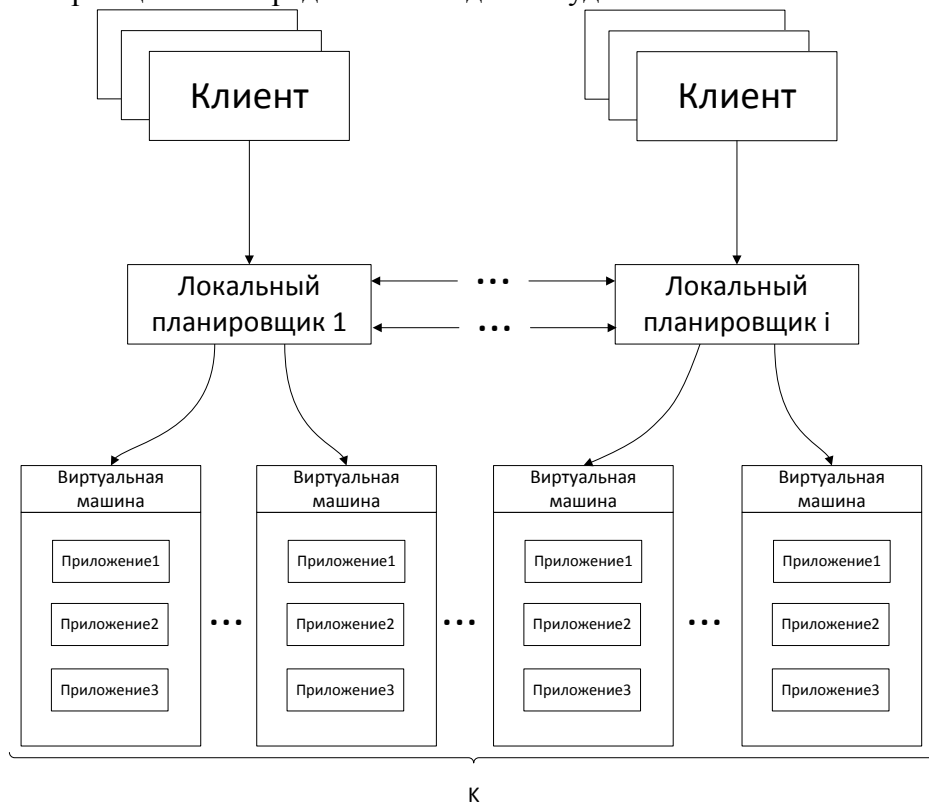 Клиент
Клиент
Локальный
планировщик 1
...
...
Локальный
планировщик i
Виртуальная
машина
Приложение1
Приложение2
Приложение3
...
Виртуальная
машина
Приложение1
Приложение2
Приложение3
...
Виртуальная
машина
Приложение1
Приложение2
Приложение3
...
Виртуальная
машина
Приложение1
Приложение2
Приложение3
K